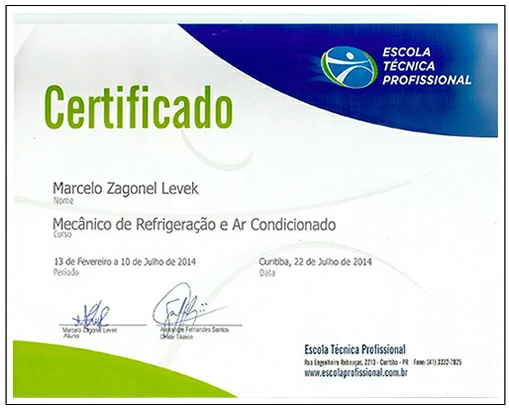 ESCOLA
TÉCNICA
PROFISSIONAL
Certificado
Marcelo Zagonel Levek
Nome
Mecânico de Refrigeração e Ar Condicionado
Curso
13 de Fevereiro a 10 de Julho de 2014
Período
Curitiba, 22 de Julho de 2014
Data
Marcelo Zagonel Levek
Aluno
Alexandre Fernandes Santos
Diretor Técnico
Escola Técnica Profissional
Rua Engenheiro Rebouças, 2213 - Curitiba - PR Fone: (41) 3332-7025
www.escolaprofissional.com.br